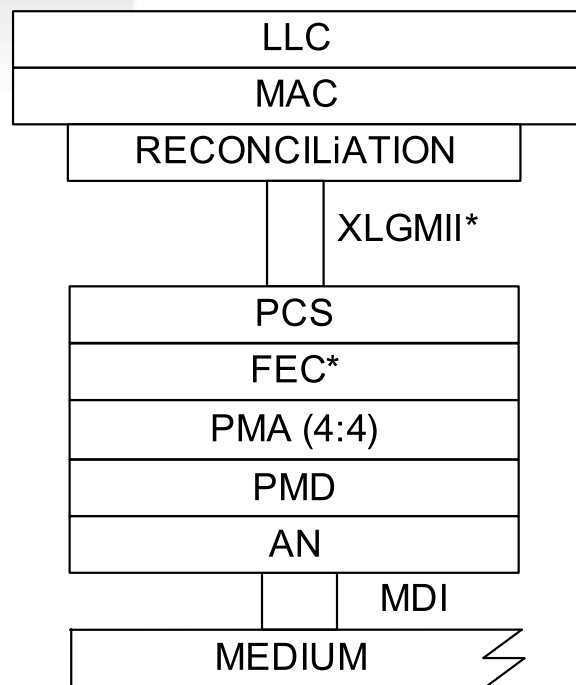 LLC
MAC
RECONCILiATION
XLGMII*
PCS
FEC*
PMA (4:4)
PMD
AN
MDI
MEDIUM